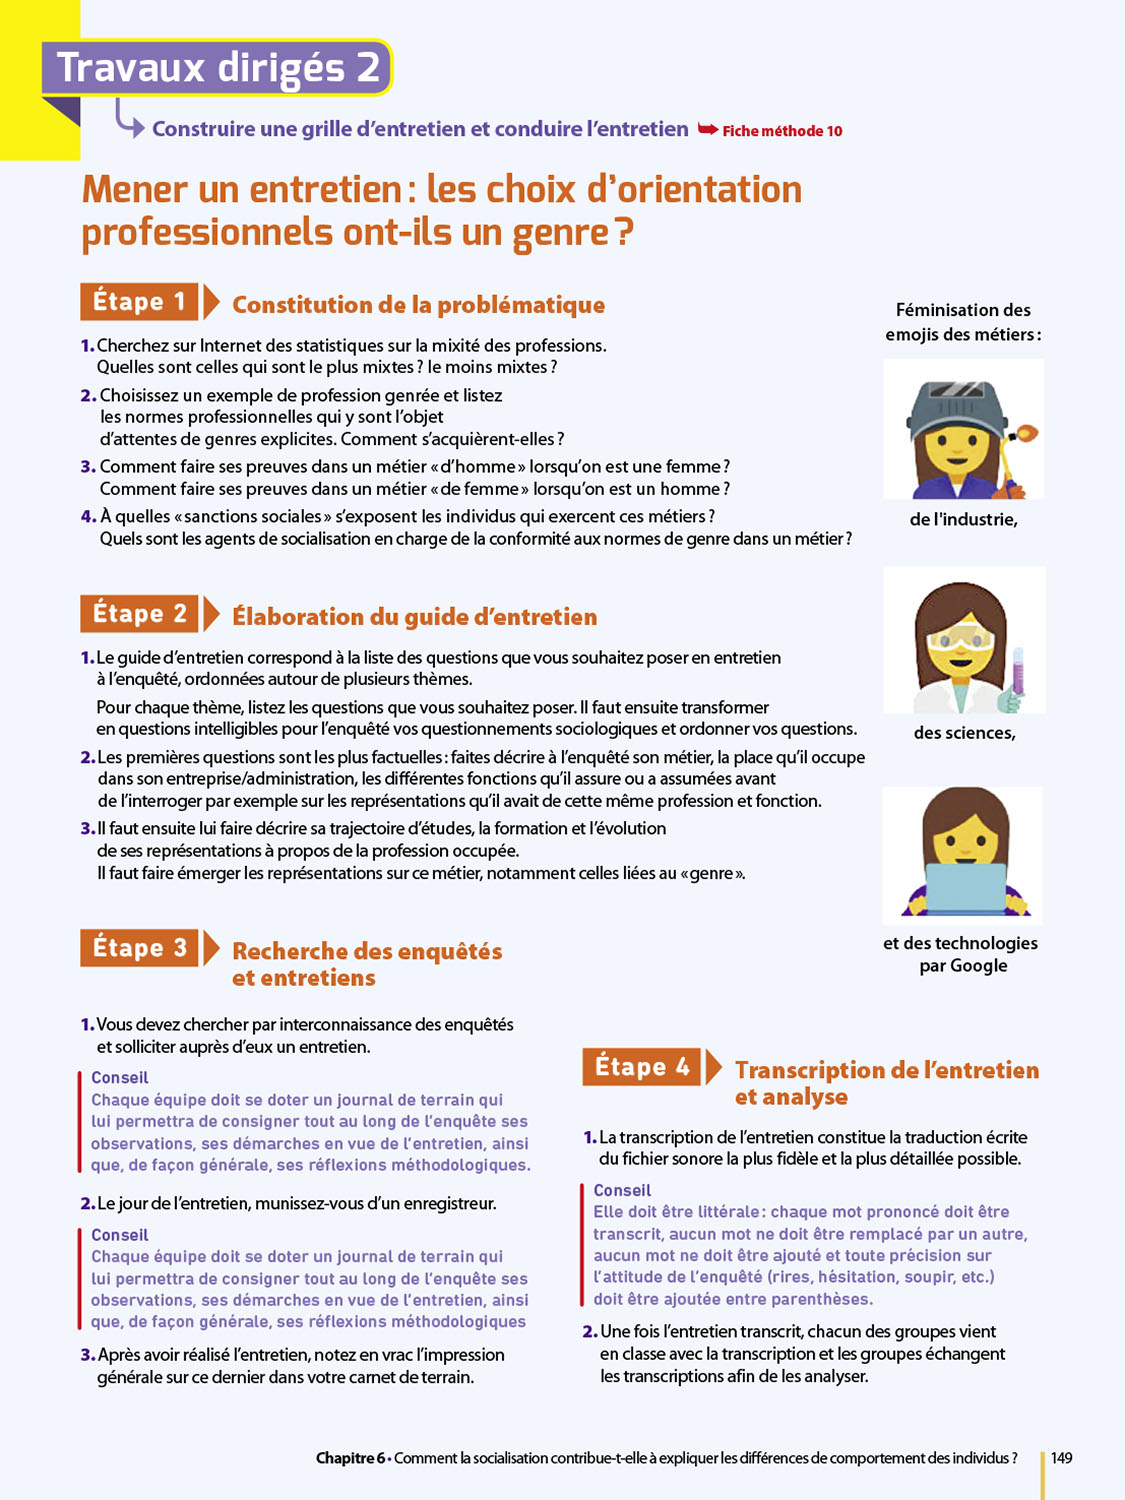 Travaux dirigés 2
Construire une grille d’entretien et conduire l’entretien ➥ Fiche méthode 10
Mener un entretien : les choix d’orientation
professionnels ont-ils un genre ?
Étape 1
Constitution de la problématique
1. Cherchez sur Internet des statistiques sur la mixité des professions.
Quelles sont celles qui sont le plus mixtes ? le moins mixtes ?
2. Choisissez un exemple de profession genrée et listez
les normes professionnelles qui y sont l’objet
d’attentes de genres explicites. Comment s’acquièrent-elles ?
3. Comment faire ses preuves dans un métier « d’homme » lorsqu’on est une femme ?
Comment faire ses preuves dans un métier « de femme » lorsqu’on est un homme ?
4. À quelles « sanctions sociales » s’exposent les individus qui exercent ces métiers ?
Quels sont les agents de socialisation en charge de la conformité aux normes de genre dans un métier ?
Féminisation des
emojis des métiers :
de l'industrie,
des sciences,
et des technologies
par Google
Étape 2
Élaboration du guide d’entretien
1. Le guide d’entretien correspond à la liste des questions que vous souhaitez poser en entretien
à l’enquêté, ordonnées autour de plusieurs thèmes.
Pour chaque thème, listez les questions que vous souhaitez poser. Il faut ensuite transformer
en questions intelligibles pour l’enquêté vos questionnements sociologiques et ordonner vos questions.
2. Les premières questions sont les plus factuelles : faites décrire à l’enquêté son métier, la place qu’il occupe
dans son entreprise/administration, les différentes fonctions qu’il assure ou a assumées avant
de l’interroger par exemple sur les représentations qu’il avait de cette même profession et fonction.
3. Il faut ensuite lui faire décrire sa trajectoire d’études, la formation et l’évolution
de ses représentations à propos de la profession occupée.
Il faut faire émerger les représentations sur ce métier, notamment celles liées au « genre ».
Étape 3
Recherche des enquêtés
et entretiens
1. Vous devez chercher par interconnaissance des enquêtés
et solliciter auprès d’eux un entretien.
Conseil
Chaque équipe doit se doter un journal de terrain qui
lui permettra de consigner tout au long de l’enquête ses
observations, ses démarches en vue de l’entretien, ainsi
que, de façon générale, ses réflexions méthodologiques.
2. Le jour de l’entretien, munissez-vous d’un enregistreur.
Conseil
Chaque équipe doit se doter un journal de terrain qui
lui permettra de consigner tout au long de l’enquête ses
observations, ses démarches en vue de l’entretien, ainsi
que, de façon générale, ses réflexions méthodologiques
3. Après avoir réalisé l’entretien, notez en vrac l’impression
générale sur ce dernier dans votre carnet de terrain.
Étape 4
Transcription de l’entretien
et analyse
1. La transcription de l’entretien constitue la traduction écrite
du fichier sonore la plus fidèle et la plus détaillée possible.
Conseil
Elle doit être littérale : chaque mot prononcé doit être
transcrit, aucun mot ne doit être remplacé par un autre,
aucun mot ne doit être ajouté et toute précision sur
l’attitude de l’enquêté (rires, hésitation, soupir, etc.)
doit être ajoutée entre parenthèses.
2. Une fois l’entretien transcrit, chacun des groupes vient
en classe avec la transcription et les groupes échangent
les transcriptions afin de les analyser.
Chapitre 6 • Comment la socialisation contribue-t-elle à expliquer les différences de comportement des individus ? 149